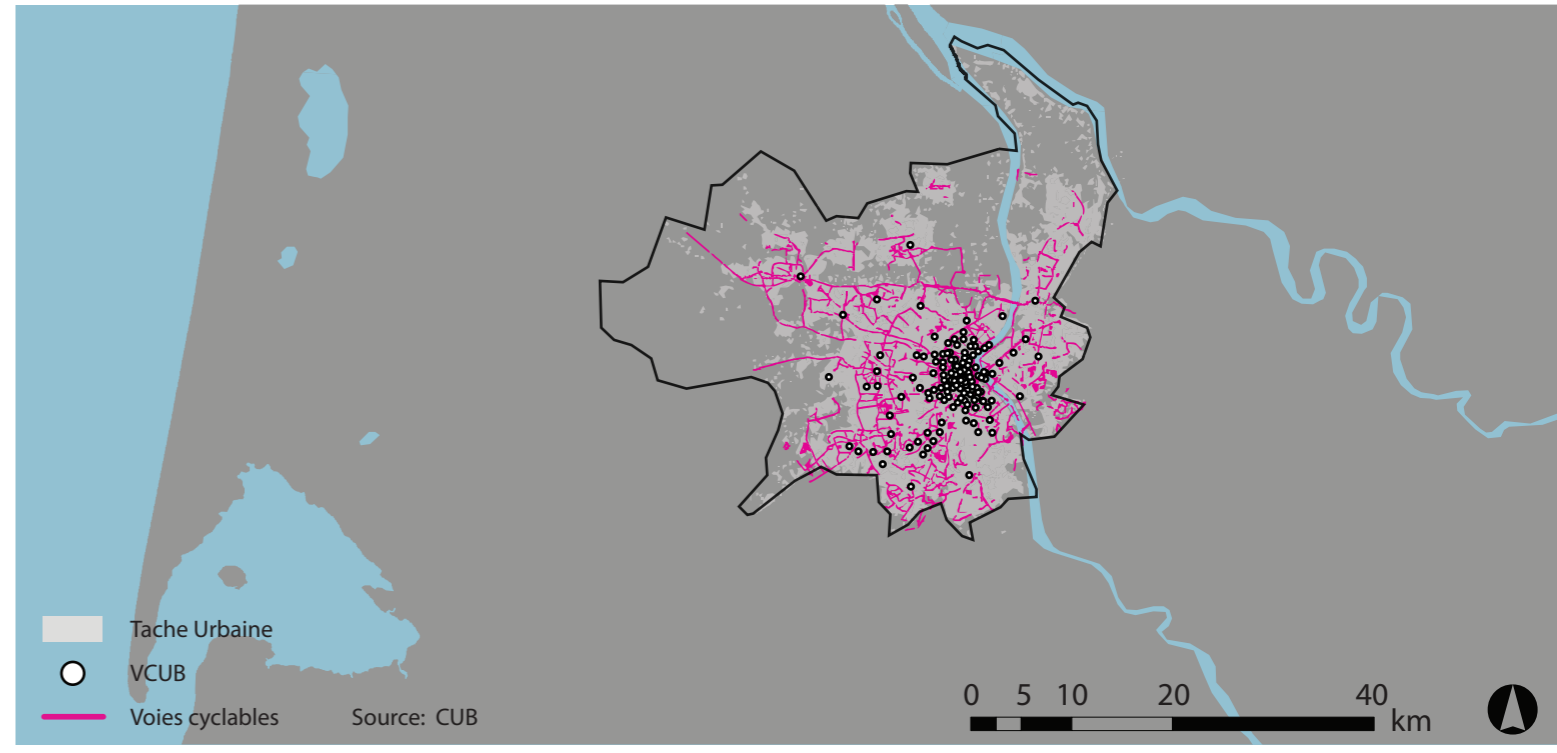 Tache Urbaine
VCUB
Voies cyclables
Source: CUB
0 5 10 20 40
km